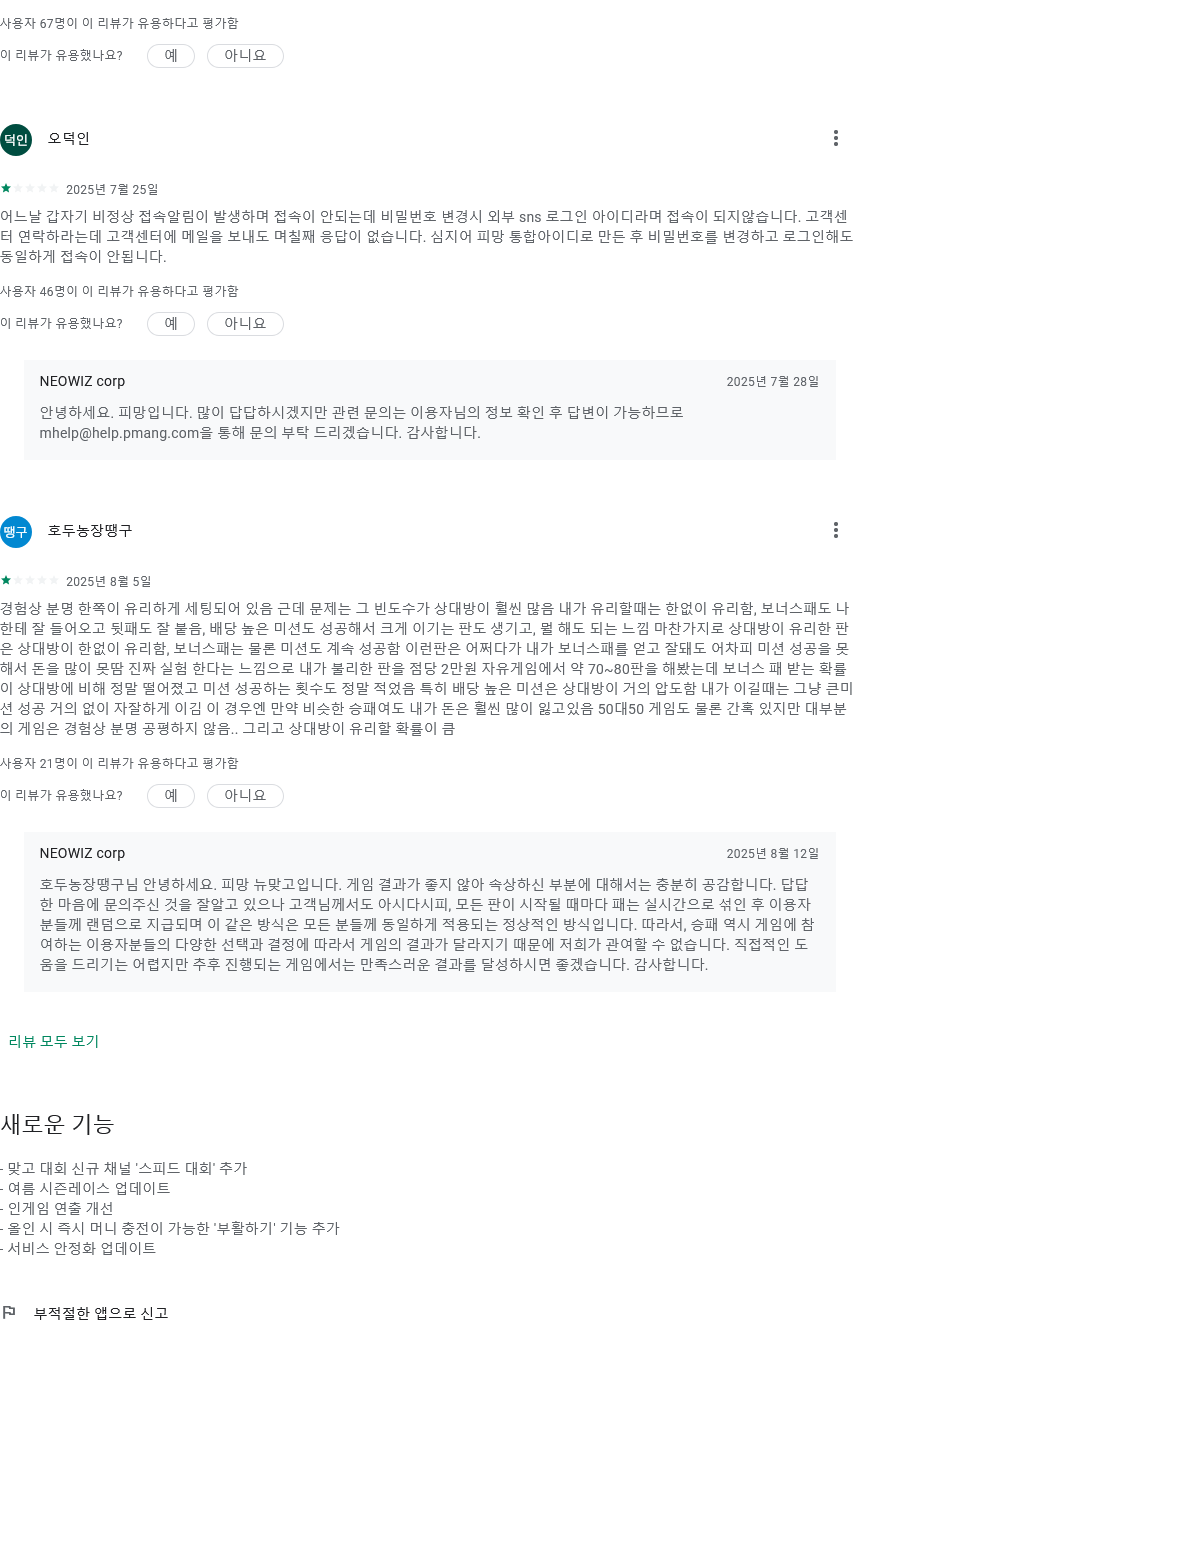 사용자 67명이 이 리뷰가 유용하다고 평가함
이 리뷰가 유용했나요? 예 아니요
덕인 오덕인
2025년 7월 25일
어느날 갑자기 비정상 접속알림이 발생하며 접속이 안되는데 비밀번호 변경시 외부 sns 로그인 아이디라며 접속이 되지않습니다. 고객센
터 연락하라는데 고객센터에 메일을 보내도 며칠째 응답이 없습니다. 심지어 피망 통합아이디로 만든 후 비밀번호를 변경하고 로그인해도
동일하게 접속이 안됩니다.
사용자 46명이 이 리뷰가 유용하다고 평가함
이 리뷰가 유용했나요? 예 아니요
NEOWIZ corp 2025년 7월 28일
안녕하세요. 피망입니다. 많이 답답하시겠지만 관련 문의는 이용자님의 정보 확인 후 답변이 가능하므로
mhelp@help.pmang.com을 통해 문의 부탁 드리겠습니다. 감사합니다.
땡구 호두농장땡구
2025년 8월 5일
경험상 분명 한쪽이 유리하게 세팅되어 있음 근데 문제는 그 빈도수가 상대방이 훨씬 많음 내가 유리할때는 한없이 유리함, 보너스패도 나
한테 잘 들어오고 뒷패도 잘 붙음, 배당 높은 미션도 성공해서 크게 이기는 판도 생기고, 뭘 해도 되는 느낌 마찬가지로 상대방이 유리한 판
은 상대방이 한없이 유리함, 보너스패는 물론 미션도 계속 성공함 이런판은 어쩌다가 내가 보너스패를 얻고 잘돼도 어차피 미션 성공을 못
해서 돈을 많이 못땀 진짜 실험 한다는 느낌으로 내가 불리한 판을 점당 2만원 자유게임에서 약 70~80판을 해봤는데 보너스 패 받는 확률
이 상대방에 비해 정말 떨어졌고 미션 성공하는 횟수도 정말 적었음 특히 배당 높은 미션은 상대방이 거의 압도함 내가 이길때는 그냥 큰미
션 성공 거의 없이 자잘하게 이김 이 경우엔 만약 비슷한 승패여도 내가 돈은 훨씬 많이 잃고있음 50대50 게임도 물론 간혹 있지만 대부분
의 게임은 경험상 분명 공평하지 않음.. 그리고 상대방이 유리할 확률이 큼
사용자 21명이 이 리뷰가 유용하다고 평가함
이 리뷰가 유용했나요? 예 아니요
NEOWIZ corp 2025년 8월 12일
호두농장땡구님 안녕하세요. 피망 뉴맞고입니다. 게임 결과가 좋지 않아 속상하신 부분에 대해서는 충분히 공감합니다. 답답
한 마음에 문의주신 것을 잘알고 있으나 고객님께서도 아시다시피, 모든 판이 시작될 때마다 패는 실시간으로 섞인 후 이용자
분들께 랜덤으로 지급되며 이 같은 방식은 모든 분들께 동일하게 적용되는 정상적인 방식입니다. 따라서, 승패 역시 게임에 참
여하는 이용자분들의 다양한 선택과 결정에 따라서 게임의 결과가 달라지기 때문에 저희가 관여할 수 없습니다. 직접적인 도
움을 드리기는 어렵지만 추후 진행되는 게임에서는 만족스러운 결과를 달성하시면 좋겠습니다. 감사합니다.
리뷰 모두 보기
새로운 기능
- 맞고 대회 신규 채널 '스피드 대회' 추가
- 여름 시즌레이스 업데이트
- 인게임 연출 개선
- 올인 시 즉시 머니 충전이 가능한 '부활하기' 기능 추가
- 서비스 안정화 업데이트
부적절한 앱으로 신고